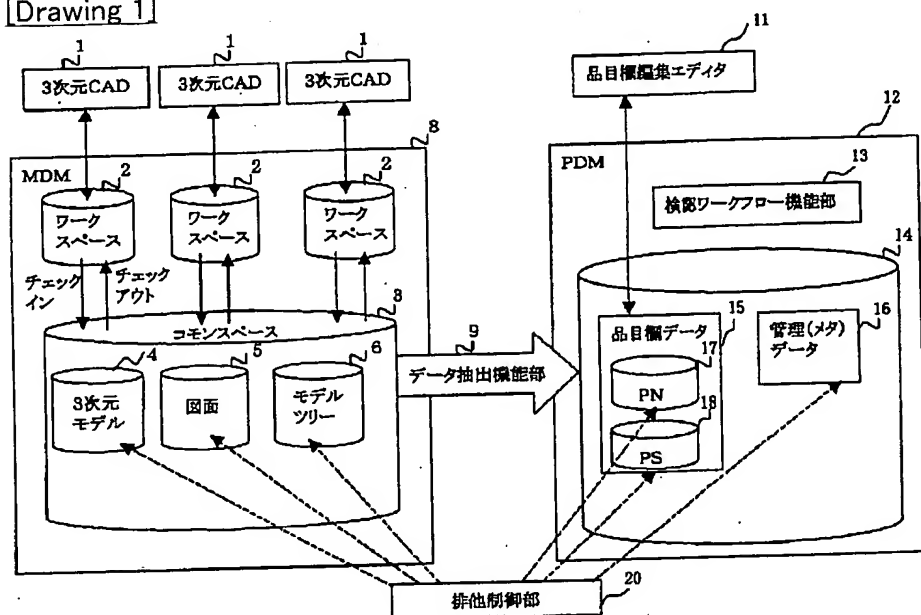 [Drawing 1]
1
1
1
3次元CAD
3次元CAD
3次元CAD
11
品目欄編集エディタ
8
12
MDM
2
2
2
ワーク
スペース
ワーク
スペース
ワーク
スペース
チェック
イン
チェック
アウト
3
コモンスペース
4
3次元
モデル
5
図面
6
モデル
ツリー
9
データ抽出機能部
PDM
13
検認ワークフロー機能部
14
品目欄データ
15
17
PN
18
PS
管理(メタ)
データ
16
排他制御部
20